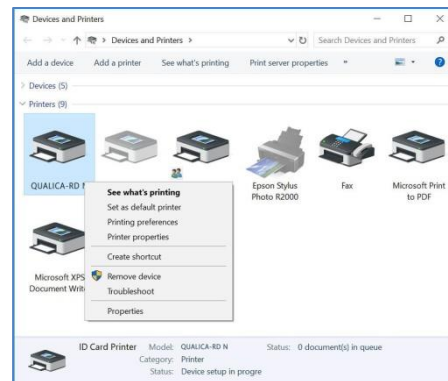 Devices and Printers
Devices and Printers
Search Devices and Printers
Add a device
Add a printer
See what's printing
Print server properties
»
Devices (5)
Printers (9)
QUALICA-RD N
Epson Stylus
Photo R2000
Fax
Microsoft Print
to PDF
See what's printing
Set as default printer
Printing preferences
Printer properties
Create shortcut
Remove device
Troubleshoot
Properties
Microsoft XPS
Document Write
ID Card Printer
Model: QUALICA-RD N
Status: 0 document(s) in queue
Category: Printer
Status: Device setup in progre